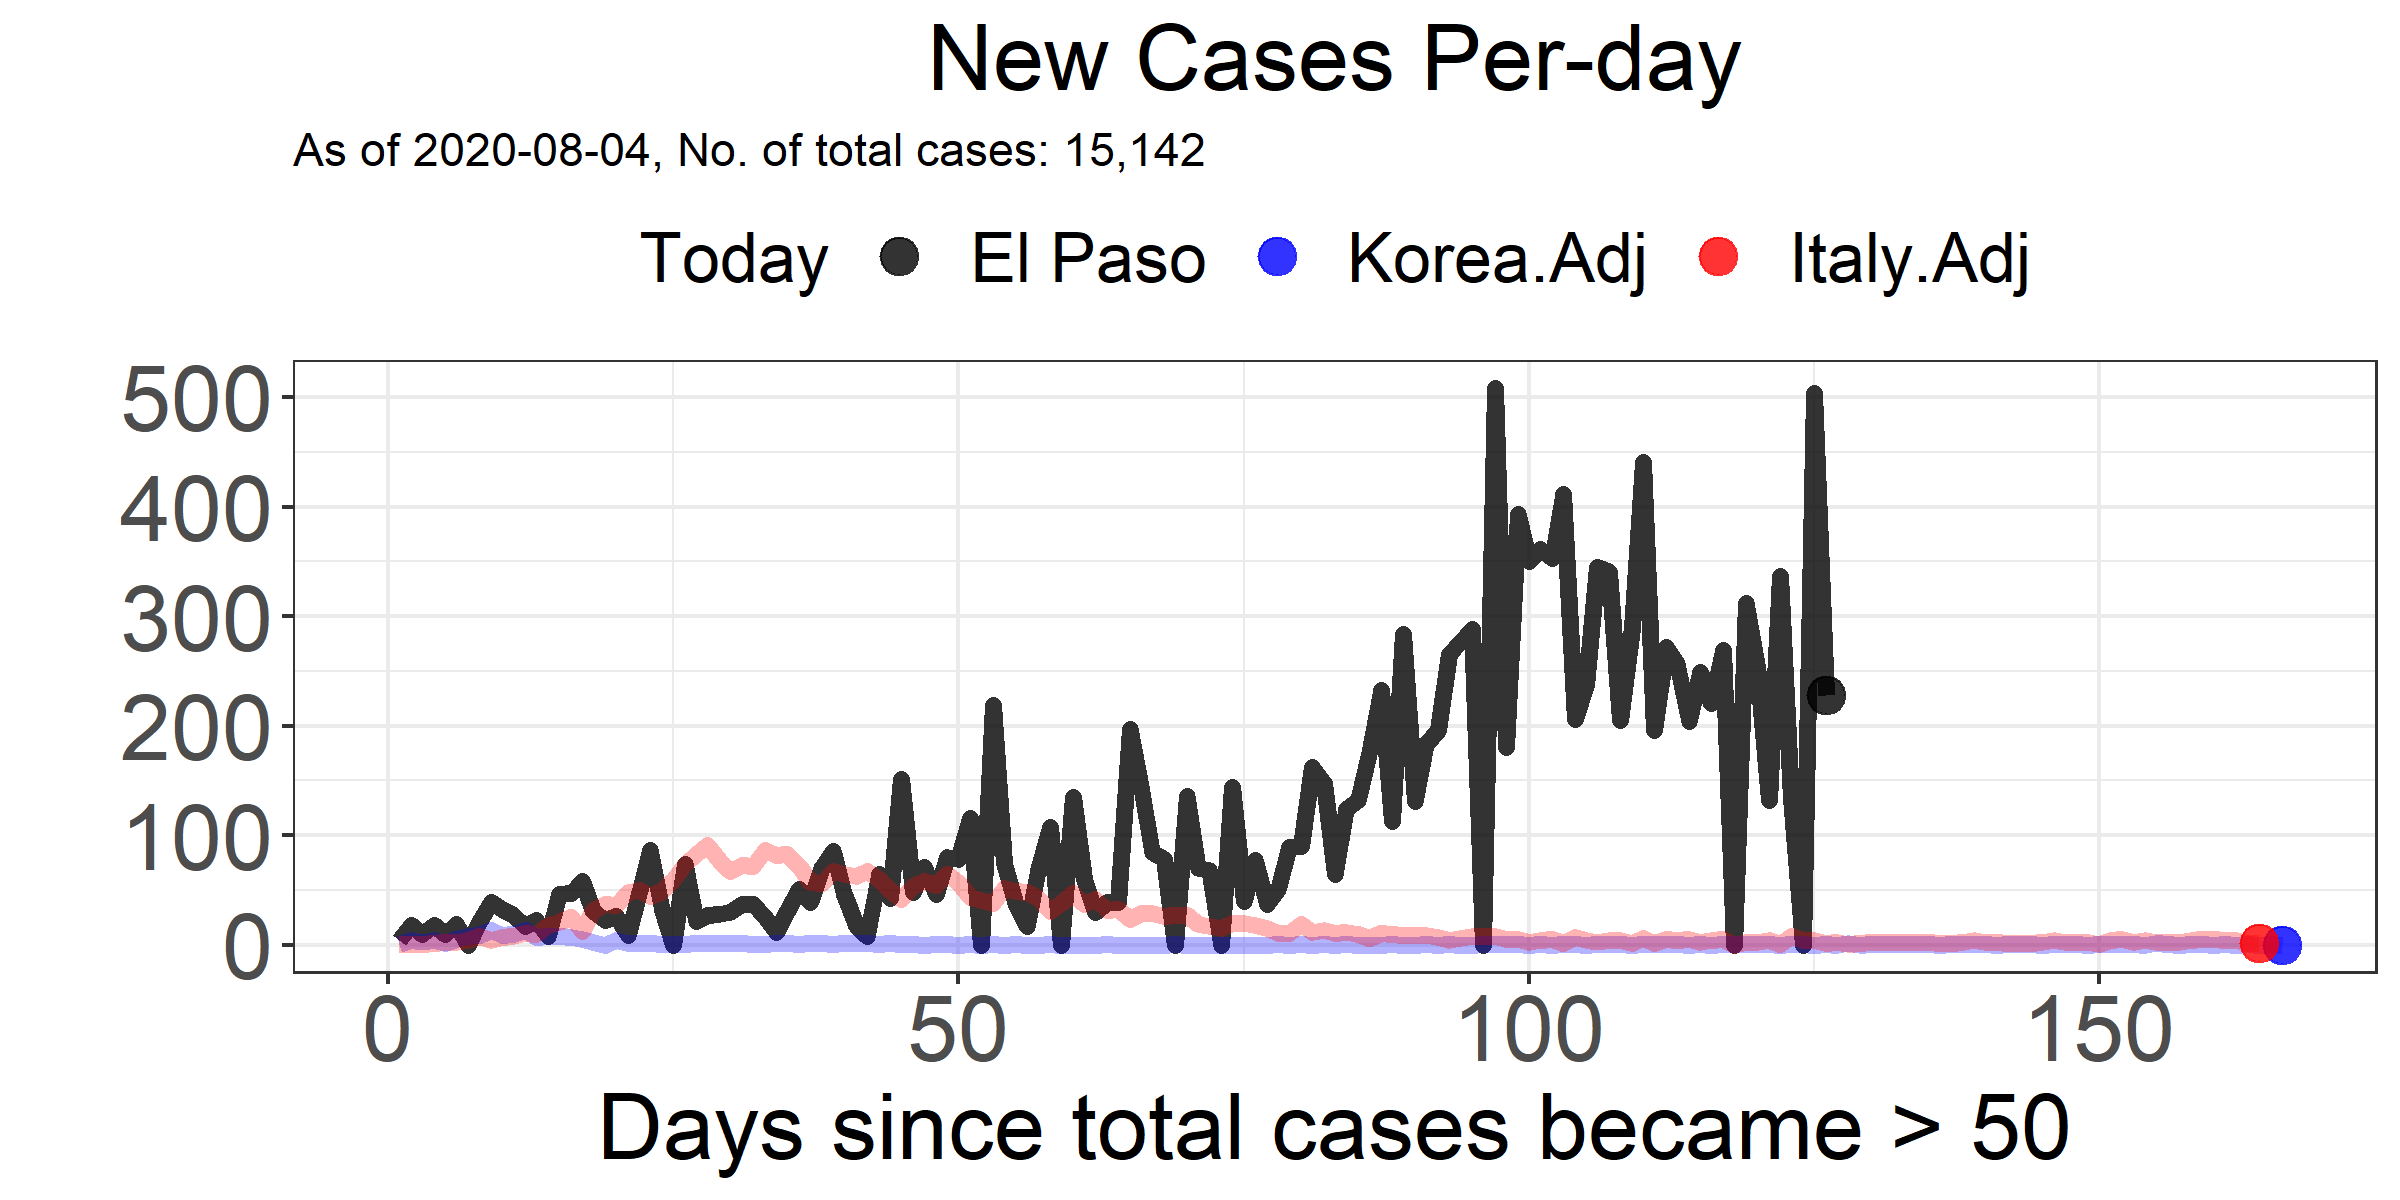 New Cases Per-day
As of 2020-08-04, No. of total cases: 15,142
Today El Paso Korea.Adj Italy.Adj
500
400
300
200
100
0
0 50 100 150
Days since total cases became > 50